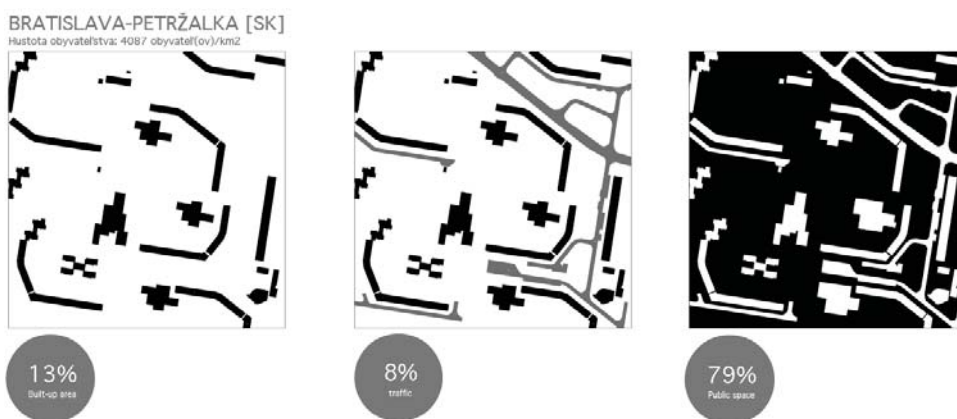 BRATISLAVA-PETRŽALKA [SK]
Hustota obyvateľstva: 4087 obyvateľ(ov)/km2
13%
Built-up area
8%
traffic
79%
Public space